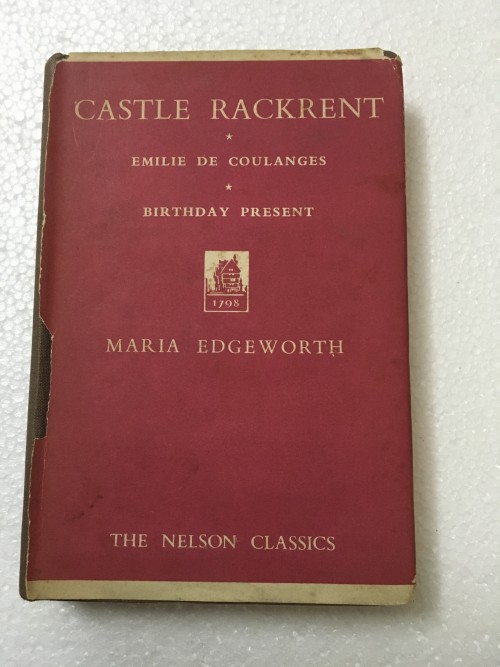 CASTLE RACKRENT
★
EMILIE DE COULANGES
★
BIRTHDAY PRESENT
1798
MARIA EDGEWORTH
THE NELSON CLASSICS